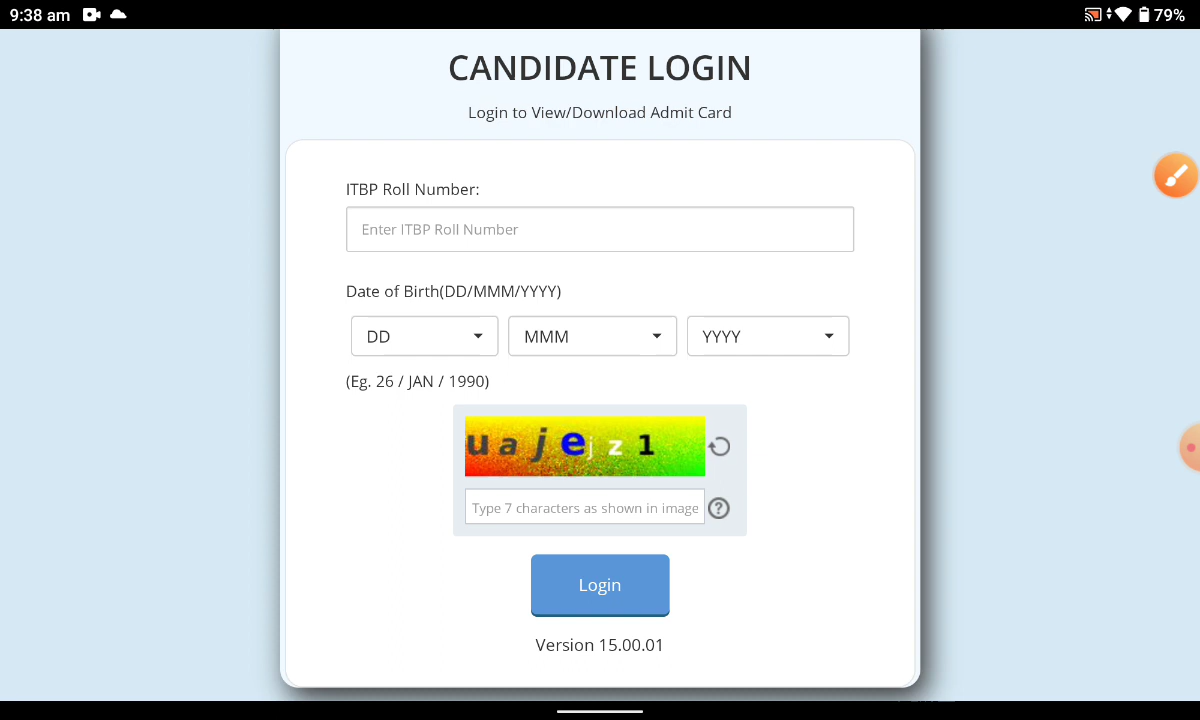 9:38 am 79%
CANDIDATE LOGIN
Login to View/Download Admit Card
ITBP Roll Number:
Enter ITBP Roll Number
Date of Birth(DD/MMM/YYYY)
DD MMM YYYY
(Eg. 26 / JAN / 1990)
u a j e j z 1
Type 7 characters as shown in image
Login
Version 15.00.01